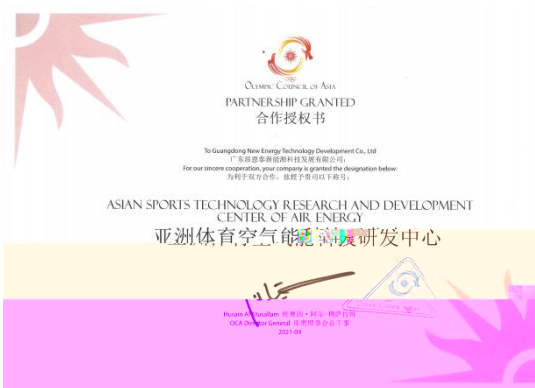 OLYMPIC COUNCIL OF ASIA
PARTNERSHIP GRANTED
合作授权书
To Guangdong New Energy Technology Development Co., Ltd
For our sincere cooperation, your company is granted the designation below:
为利于双方合作,兹授予贵司以下称号:
ASIAN SPORTS TECHNOLOGY RESEARCH AND DEVELOPMENT
CENTER OF AIR ENERGY
亚洲体育空气能 研发中心
Husain Al Musallam
OCA Director General
2021-09